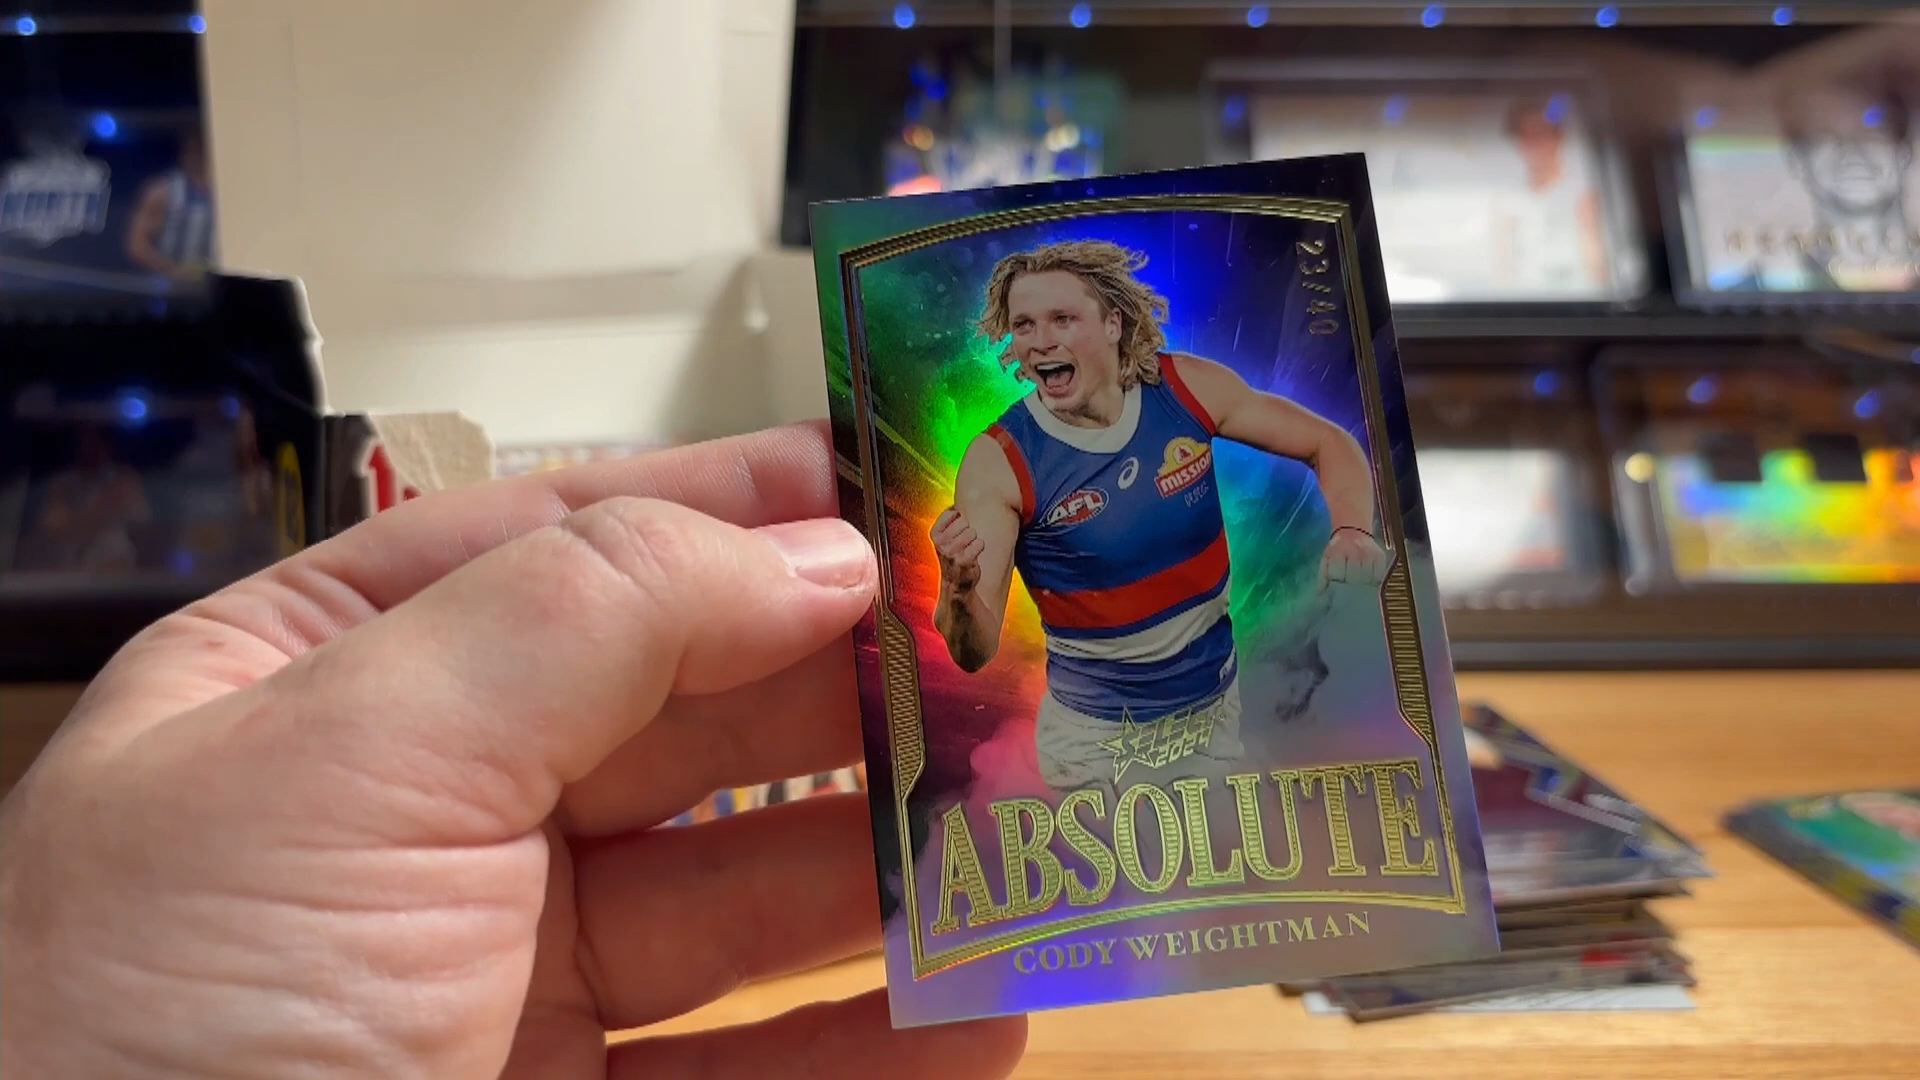 23/40
AFL
MISSION
SELECT
2024
ABSOLUTE
CODY WEIGHTMAN